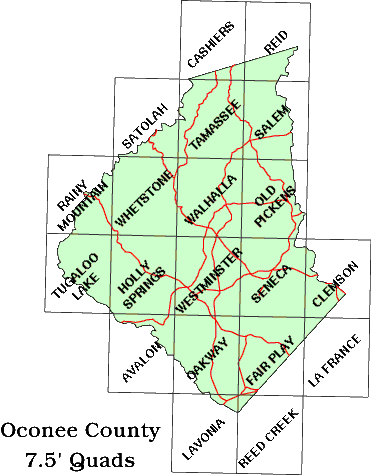 CASHIERS
REID
SATOLAH
TAMASSEE
SALEM
RAINY
MOUNTAIN
WHETSTONE
WALHALLA
OLD
PICKENS
TUGALOO
LAKE
HOLLY
SPRINGS
WESTMINSTER
SENECA
CLEMSON
AVALON
OAKWAY
FAIR PLAY
LA FRANCE
LAVONIA
REED CREEK
Oconee County
7.5' Quads